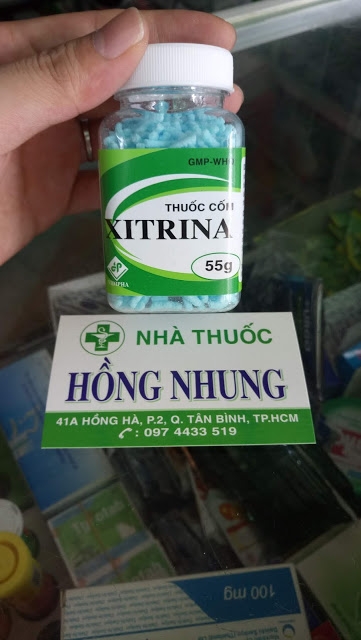 GMP-WHO
THUỐC CỐM
XITRINA
55g
NHÀ THUỐC
HỒNG NHUNG
41A HỒNG HÀ, P.2, Q. TÂN BÌNH, TP.HCM
: 097 4433 519
100 mg